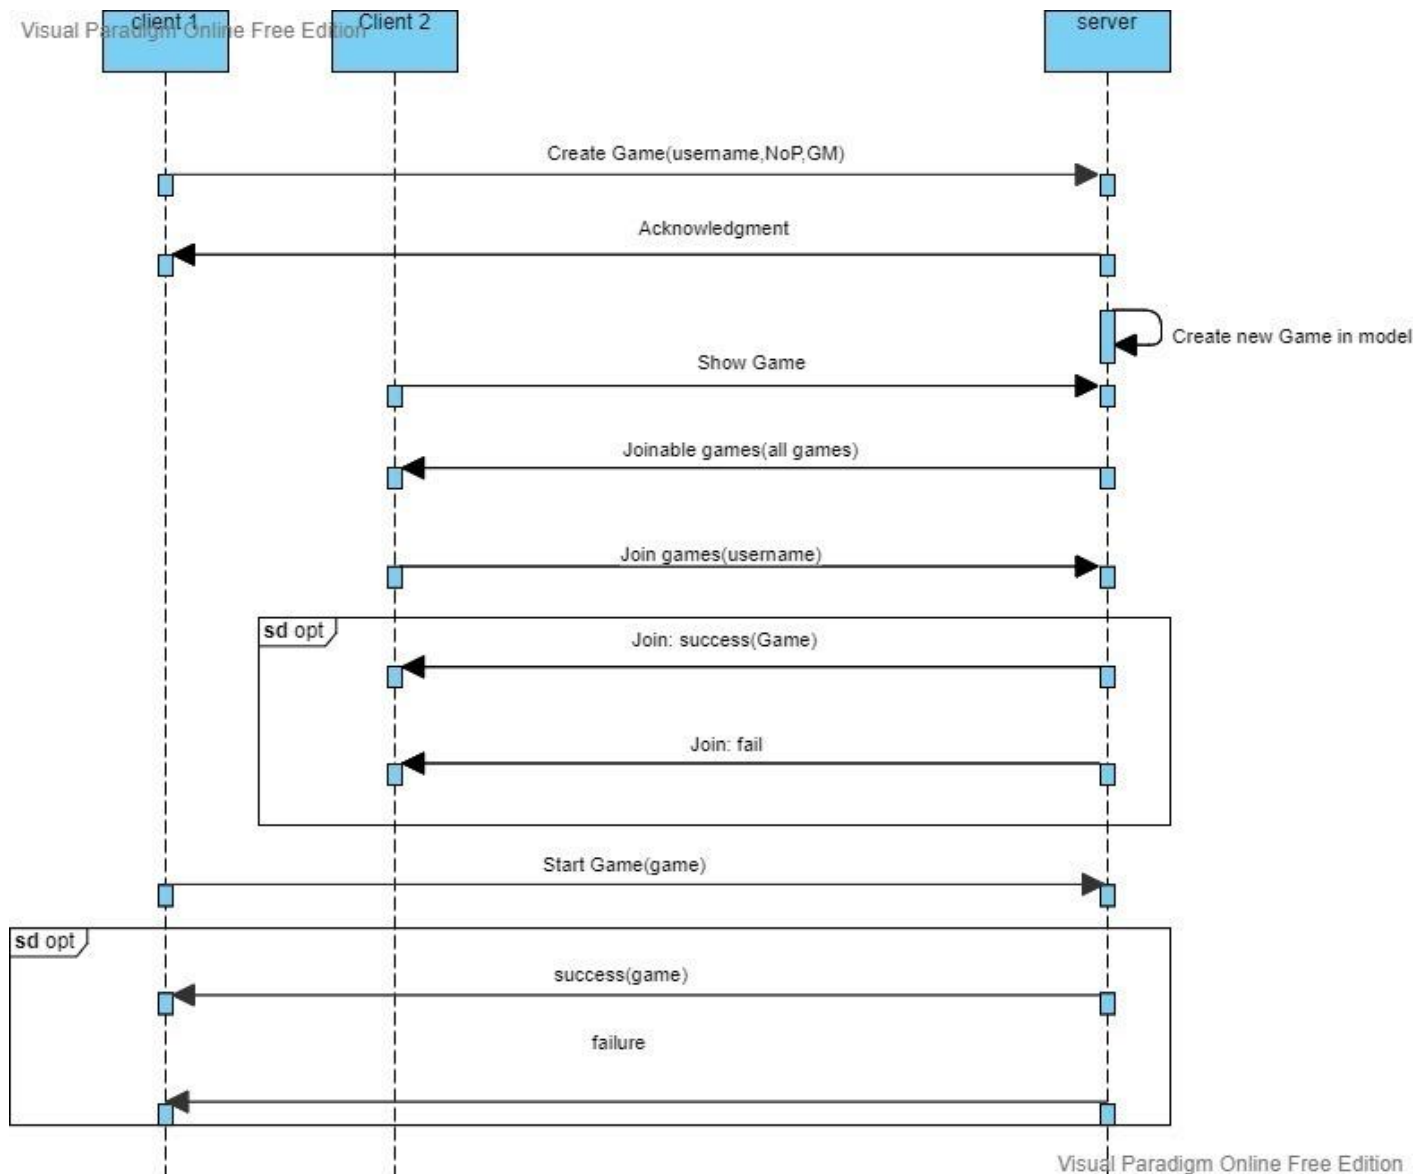 client 1
Client 2
server
Visual Paradigm Online Free Edition
Create Game(username,NoP,GM)
Acknowledgment
Create new Game in model
Show Game
Joinable games(all games)
Join games(username)
sd opt
Join: success(Game)
Join: fail
Start Game(game)
sd opt
success(game)
failure
Visual Paradigm Online Free Edition